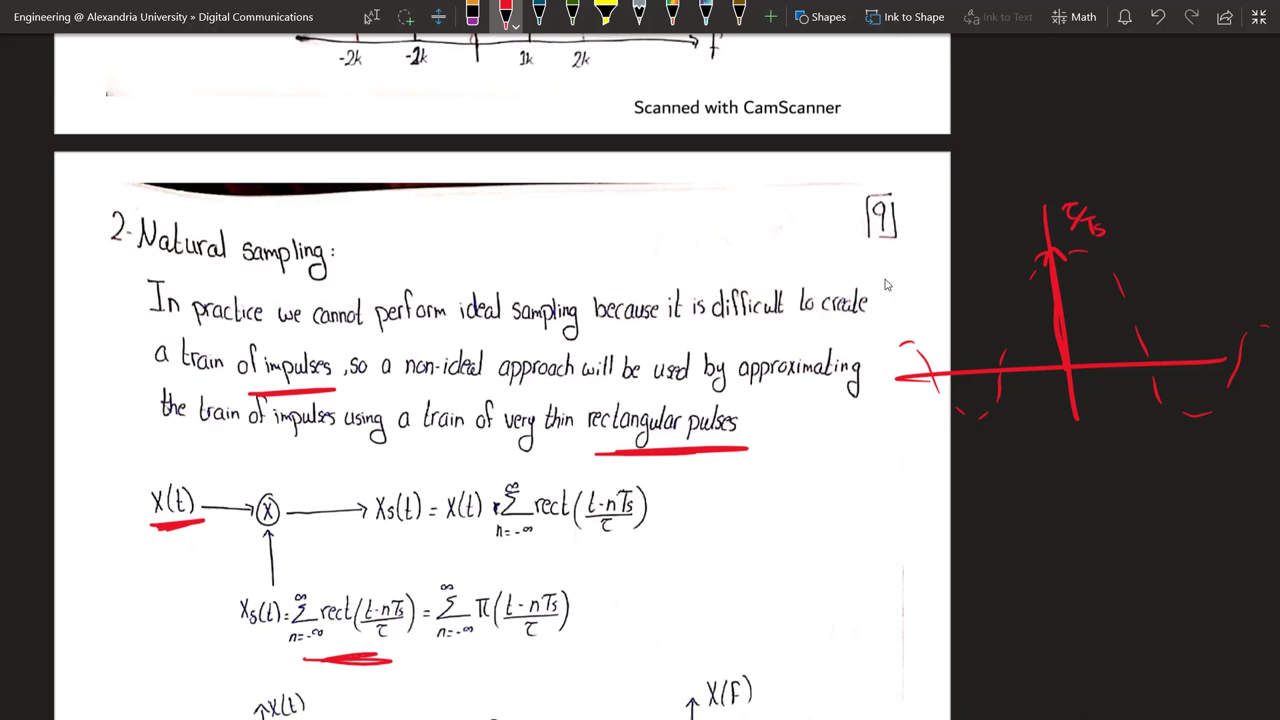 Engineering @ Alexandria University » Digital Communications
Shapes
Ink to Shape
Ink to Text
Math
-2k -2k 1k 2k f
Scanned with CamScanner
[9]
2- Natural sampling:
In practice we cannot perform ideal sampling because it is difficult to create
a train of impulses, so a non-ideal approach will be used by approximating
the train of impulses using a train of very thin rectangular pulses
τ/Ts
X(t) → ⊗ → Xs(t) = X(t) · ∑_{n=-∞}^{∞} rect((t-nTs)/τ)
Xs(t) = ∑_{n=-∞}^{∞} rect((t-nTs)/τ) = ∑_{n=-∞}^{∞} Π((t-nTs)/τ)
X(t)
X(F)